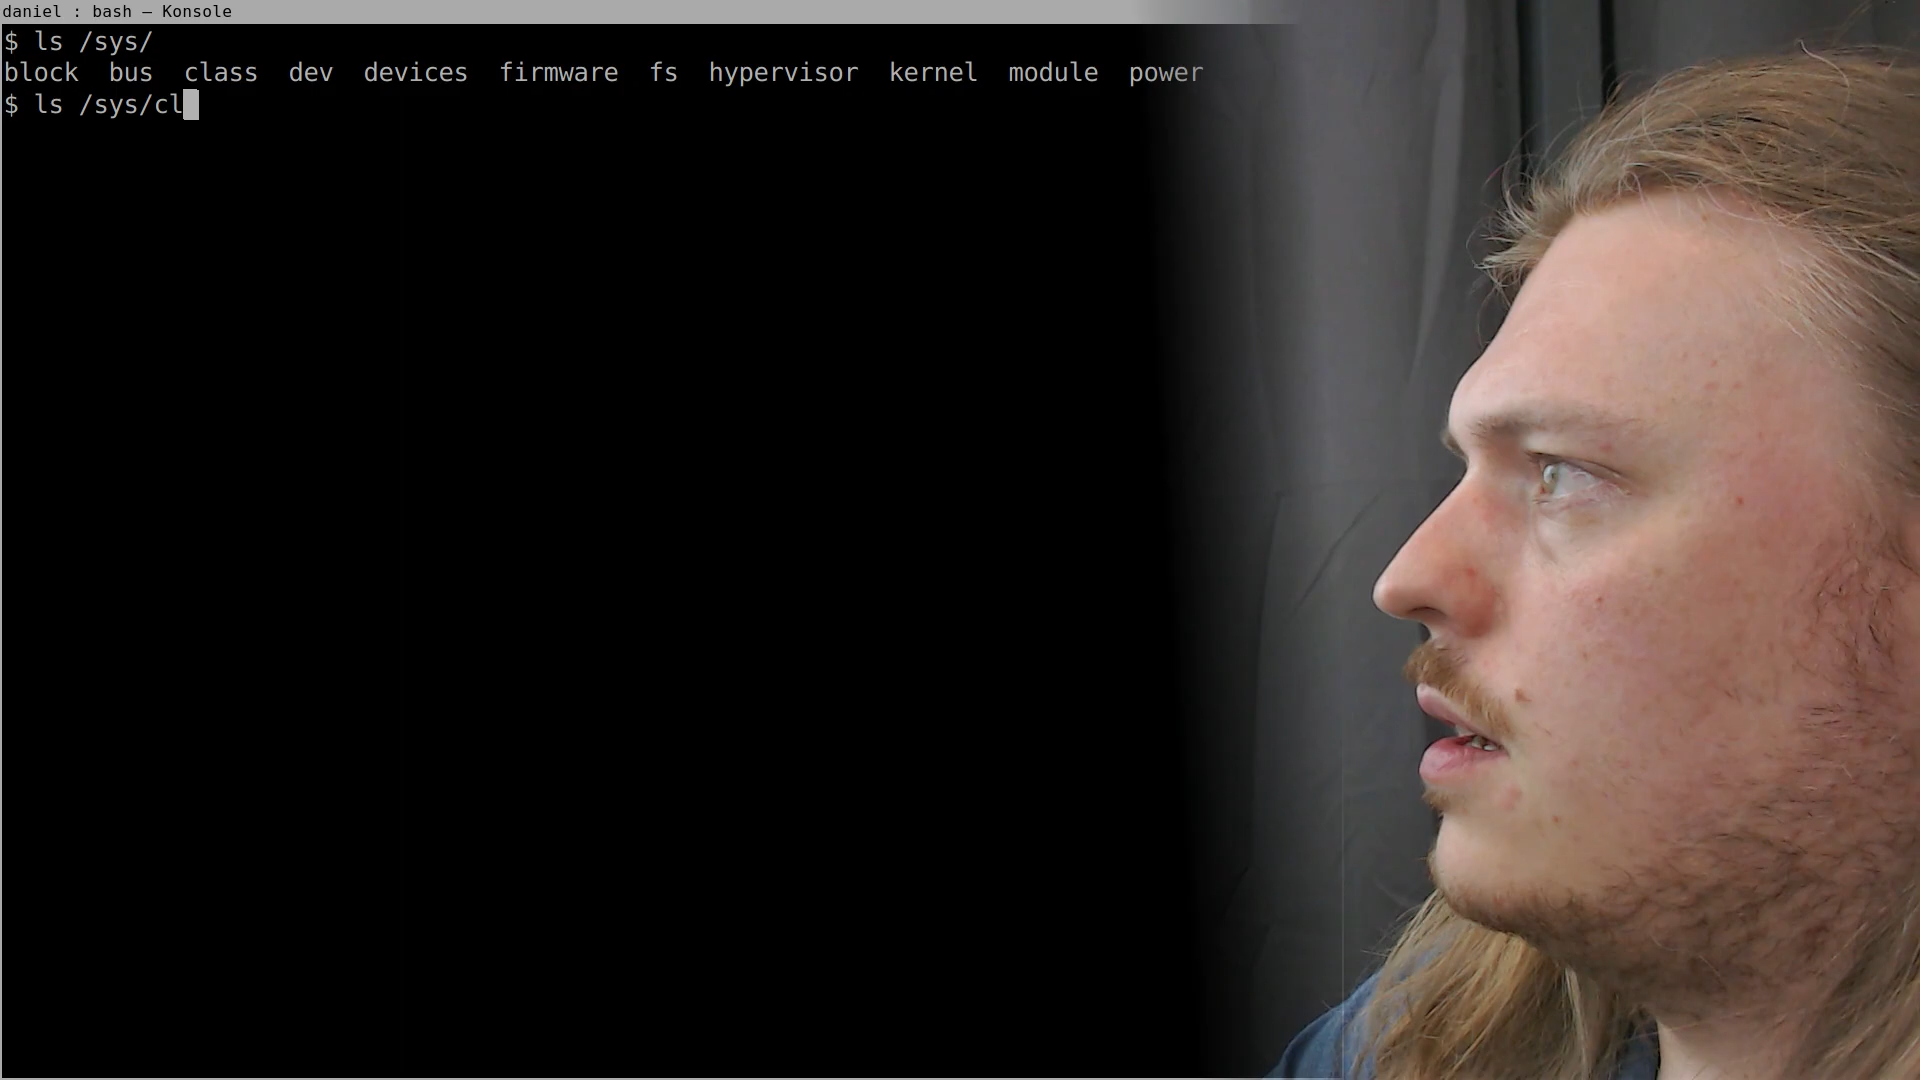 daniel : bash — Konsole
$ ls /sys/
block  bus  class  dev  devices  firmware  fs  hypervisor  kernel  module  power
$ ls /sys/cl